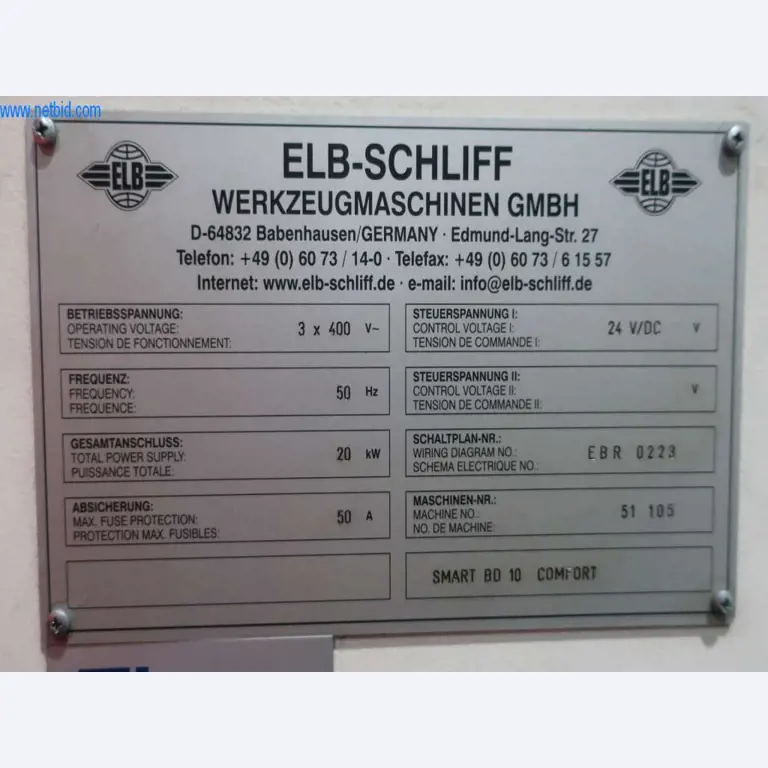 www.netbid.com
ELB
ELB
ELB-SCHLIFF
WERKZEUGMASCHINEN GMBH
D-64832 Babenhausen/GERMANY · Edmund-Lang-Str. 27
Telefon: +49 (0) 60 73 / 14-0 · Telefax: +49 (0) 60 73 / 6 15 57
Internet: www.elb-schliff.de · e-mail: info@elb-schliff.de
BETRIEBSSPANNUNG:
OPERATING VOLTAGE: 3 x 400 V~
TENSION DE FONCTIONNEMENT:
FREQUENZ:
FREQUENCY: 50 Hz
FREQUENCE:
GESAMTANSCHLUSS:
TOTAL POWER SUPPLY: 20 kW
PUISSANCE TOTALE:
ABSICHERUNG:
MAX. FUSE PROTECTION: 50 A
PROTECTION MAX. FUSIBLES:
STEUERSPANNUNG I:
CONTROL VOLTAGE I: 24 V/DC V
TENSION DE COMMANDE I:
STEUERSPANNUNG II:
CONTROL VOLTAGE II: V
TENSION DE COMMANDE II:
SCHALTPLAN-NR.:
WIRING DIAGRAM NO.: EBR 0223
SCHEMA ELECTRIQUE NO.:
MASCHINEN-NR.:
MACHINE NO.: 51 105
NO. DE MACHINE:
SMART BD 10 COMFORT